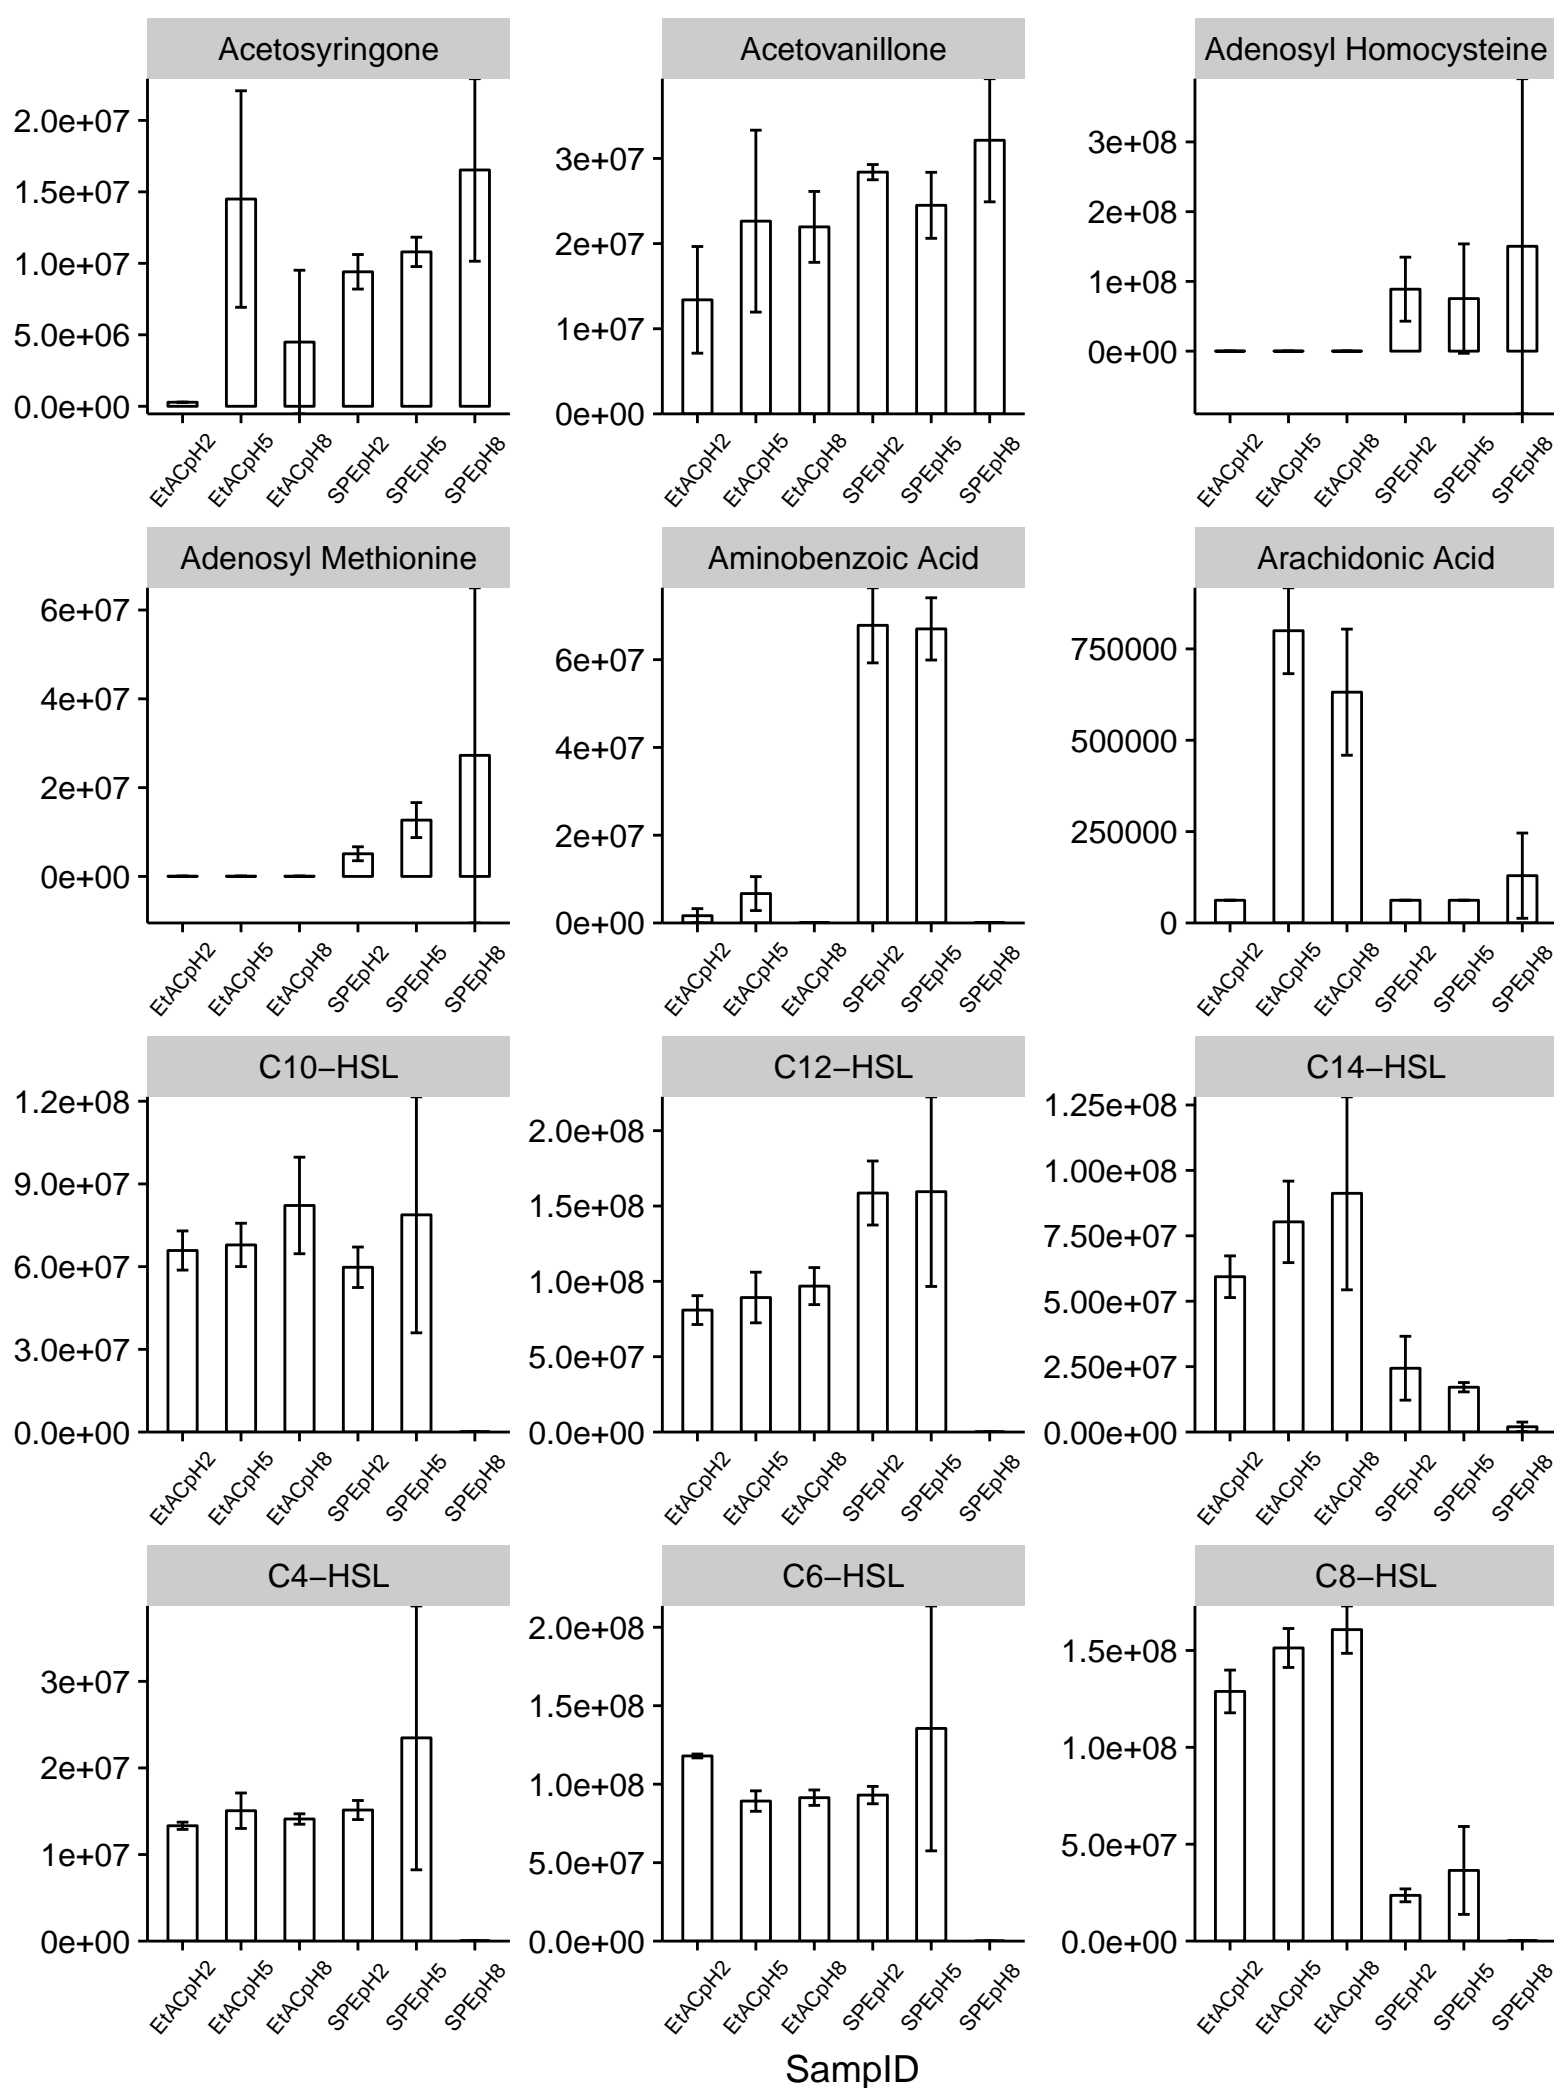 Acetosyringone
Acetovanillone
Adenosyl Homocysteine
2.0e+07
1.5e+07
1.0e+07
5.0e+06
0.0e+00
3e+07
2e+07
1e+07
0e+00
3e+08
2e+08
1e+08
0e+00
EtACpH2 EtACpH5 EtACpH8 SPEpH2 SPEpH5 SPEpH8
EtACpH2 EtACpH5 EtACpH8 SPEpH2 SPEpH5 SPEpH8
EtACpH2 EtACpH5 EtACpH8 SPEpH2 SPEpH5 SPEpH8
Adenosyl Methionine
Aminobenzoic Acid
Arachidonic Acid
6e+07
4e+07
2e+07
0e+00
6e+07
4e+07
2e+07
0e+00
750000
500000
250000
0
EtACpH2 EtACpH5 EtACpH8 SPEpH2 SPEpH5 SPEpH8
EtACpH2 EtACpH5 EtACpH8 SPEpH2 SPEpH5 SPEpH8
EtACpH2 EtACpH5 EtACpH8 SPEpH2 SPEpH5 SPEpH8
C10−HSL
C12−HSL
C14−HSL
1.2e+08
9.0e+07
6.0e+07
3.0e+07
0.0e+00
2.0e+08
1.5e+08
1.0e+08
5.0e+07
0.0e+00
1.25e+08
1.00e+08
7.50e+07
5.00e+07
2.50e+07
0.00e+00
EtACpH2 EtACpH5 EtACpH8 SPEpH2 SPEpH5 SPEpH8
EtACpH2 EtACpH5 EtACpH8 SPEpH2 SPEpH5 SPEpH8
EtACpH2 EtACpH5 EtACpH8 SPEpH2 SPEpH5 SPEpH8
C4−HSL
C6−HSL
C8−HSL
3e+07
2e+07
1e+07
0e+00
2.0e+08
1.5e+08
1.0e+08
5.0e+07
0.0e+00
1.5e+08
1.0e+08
5.0e+07
0.0e+00
EtACpH2 EtACpH5 EtACpH8 SPEpH2 SPEpH5 SPEpH8
EtACpH2 EtACpH5 EtACpH8 SPEpH2 SPEpH5 SPEpH8
EtACpH2 EtACpH5 EtACpH8 SPEpH2 SPEpH5 SPEpH8
SampID